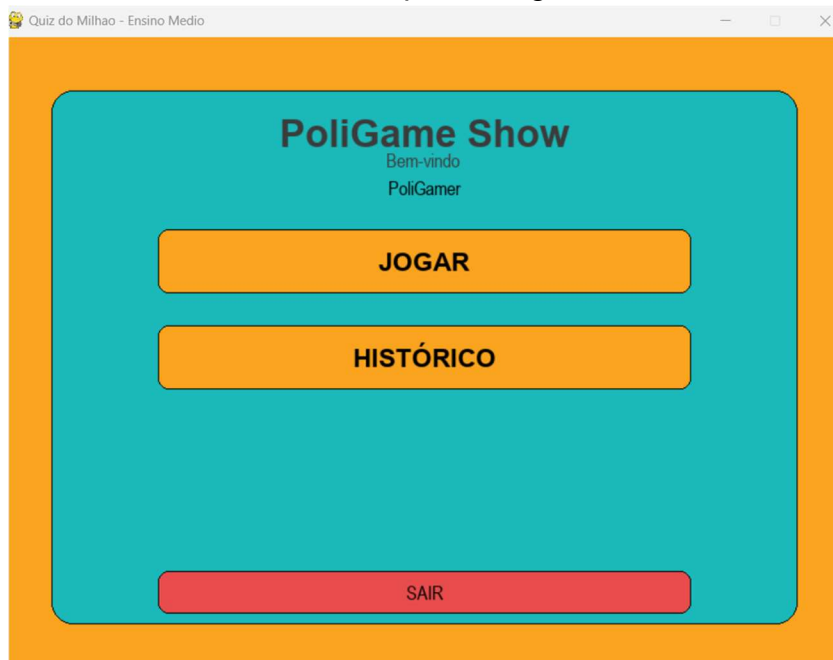 Quiz do Milhao - Ensino Medio
PoliGame Show
Bem-vindo
PoliGamer
JOGAR
HISTÓRICO
SAIR